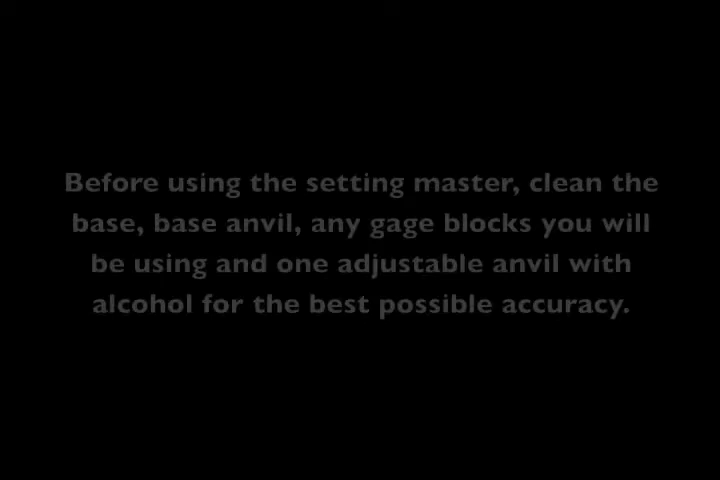 Before using the setting master, clean the
base, base anvil, any gage blocks you will
be using and one adjustable anvil with
alcohol for the best possible accuracy.